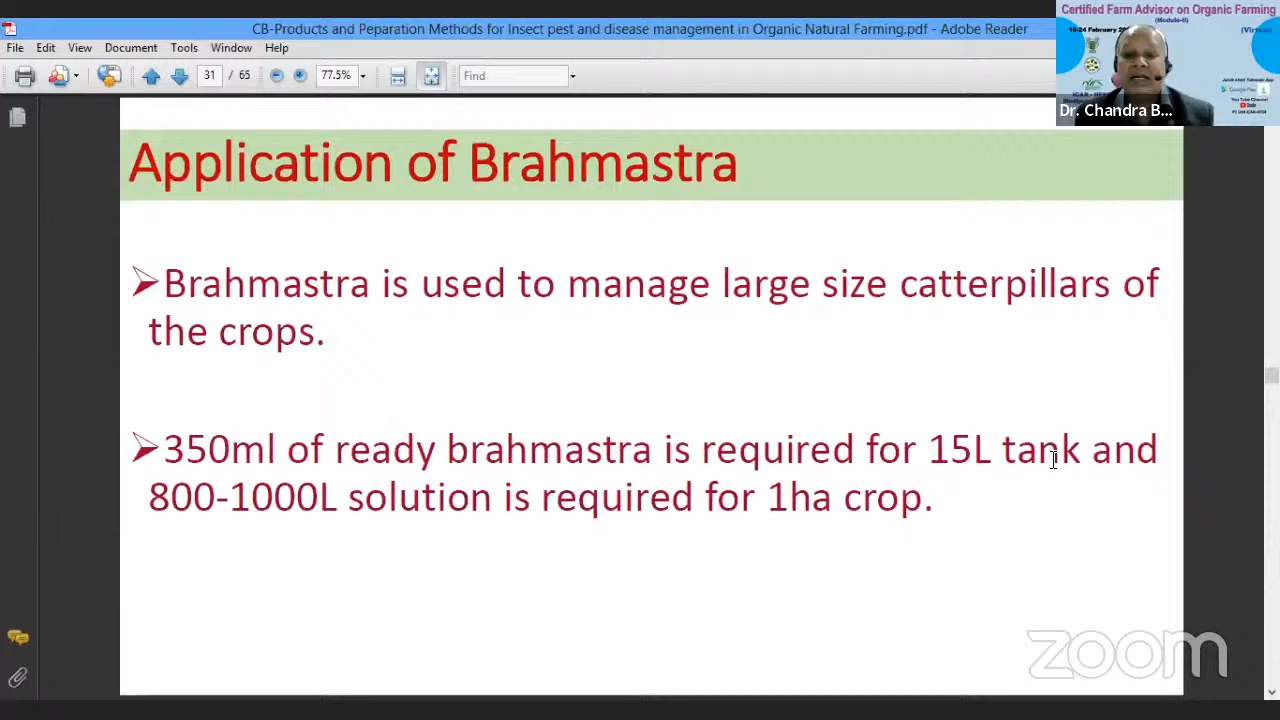 CB-Products and Peparation Methods for Insect pest and disease management in Organic Natural Farming.pdf - Adobe Reader
File Edit View Document Tools Window Help
31 / 65 77.5% Find
Certified Farm Advisor on Organic Farming
(Module-II)
(Virtual)
Dr. Chandra B...
Application of Brahmastra
➢Brahmastra is used to manage large size catterpillars of
the crops.
➢350ml of ready brahmastra is required for 15L tank and
800-1000L solution is required for 1ha crop.
zoom